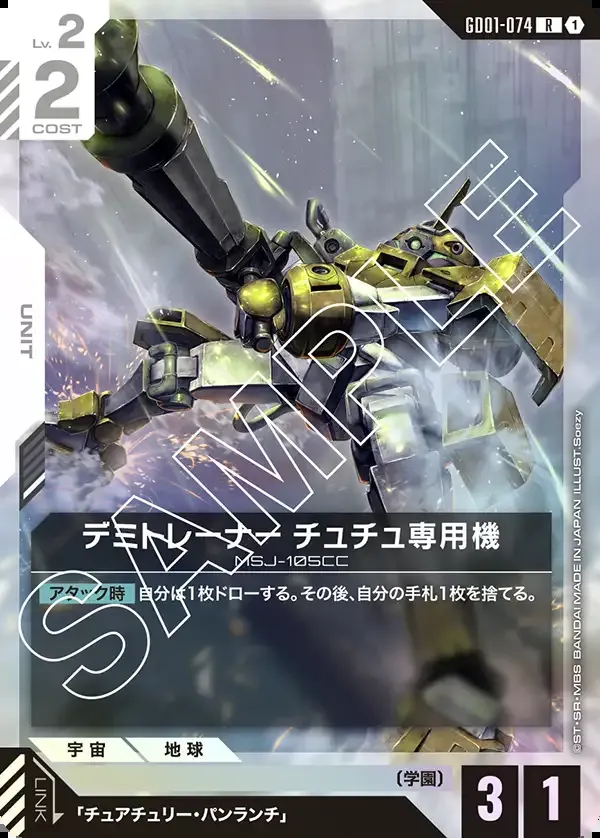 Lv. 2
2
COST
GD01-074 R 1
UNIT
SAMPLE
©ST・SR・MBS BANDAI MADE IN JAPAN ILLUST.Soezy
デミトレーナー チュチュ専用機
MSJ-105CC
アタック時 自分は1枚ドローする。その後、自分の手札1枚を捨てる。
宇宙 地球
〔学園〕
LINK
「チュアチュリー・パンランチ」
3 1